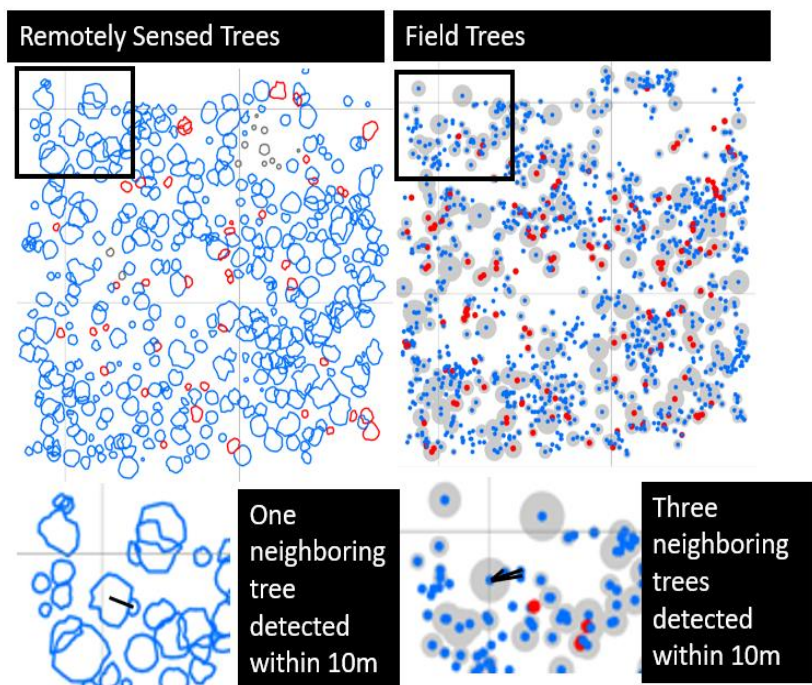 Remotely Sensed Trees
Field Trees
One
neighboring
tree
detected
within 10m
Three
neighboring
trees
detected
within 10m